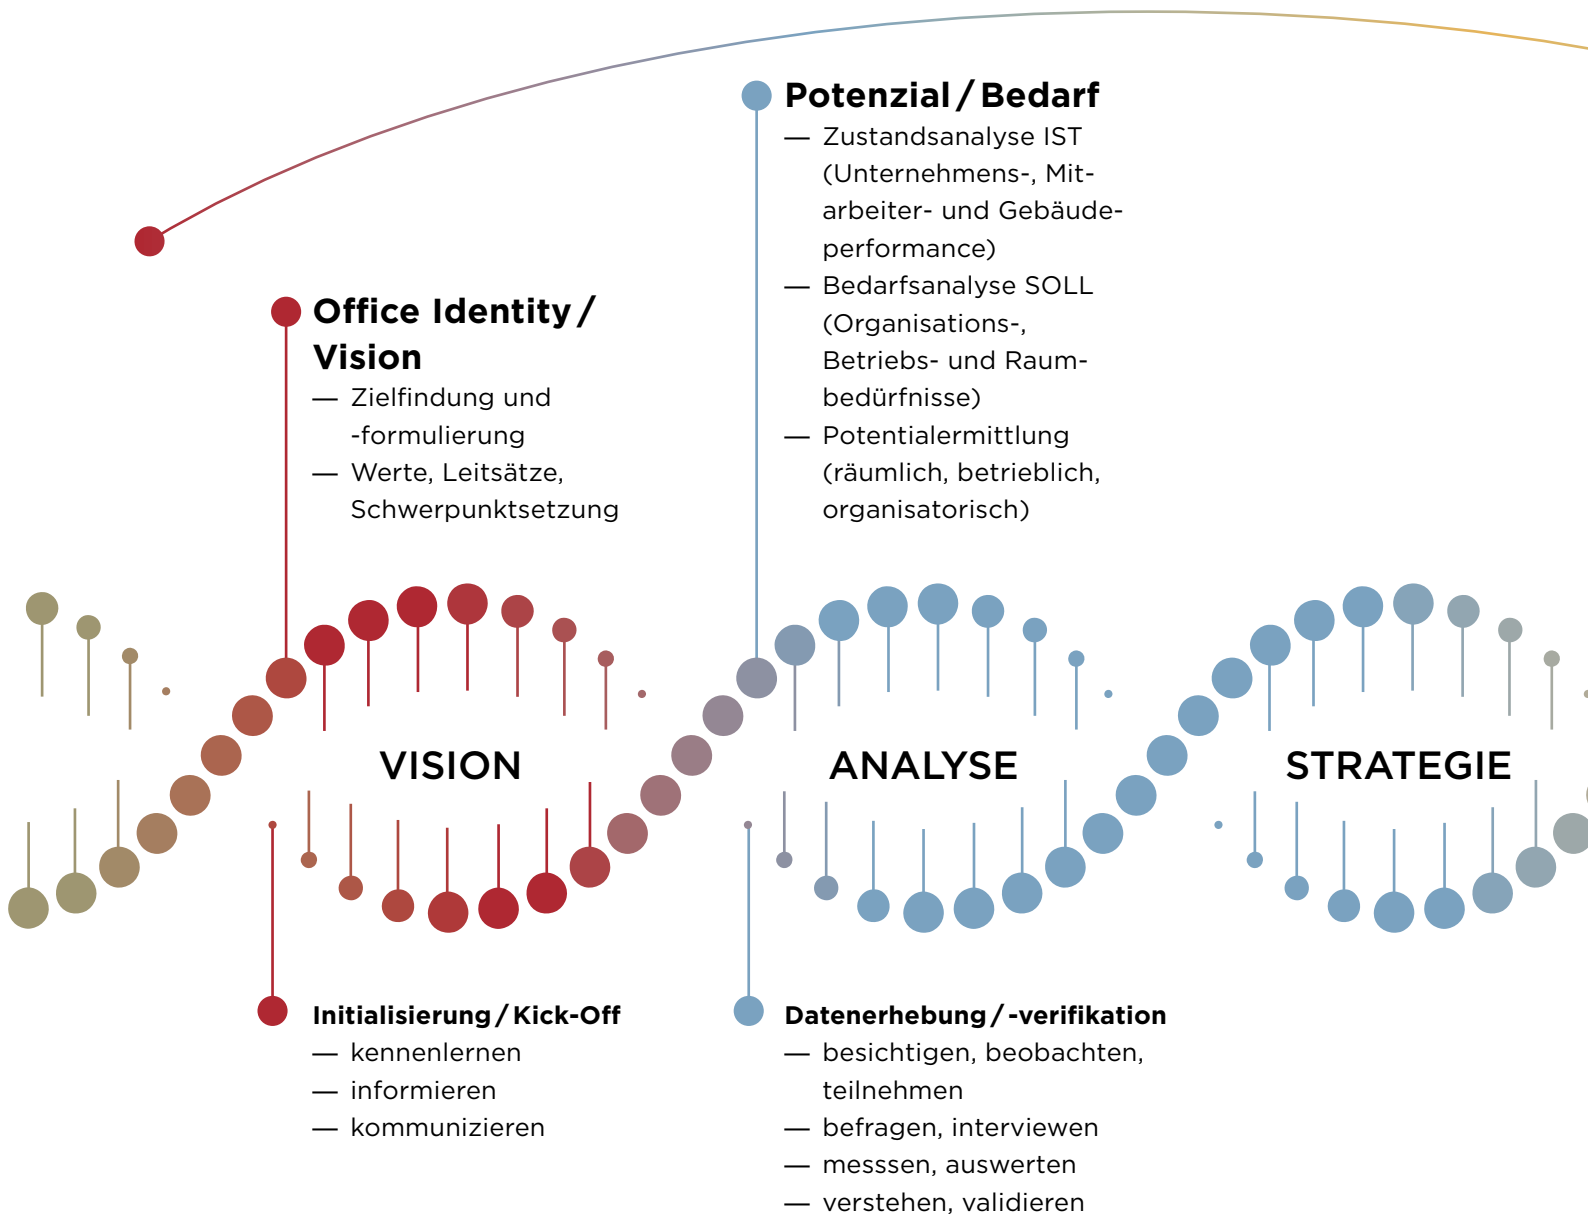 Office Identity / 
Vision
— Zielfindung und
-formulierung
— Werte, Leitsätze,
Schwerpunktsetzung
Potenzial / Bedarf
— Zustandsanalyse IST
(Unternehmens-, Mit-
arbeiter- und Gebäude-
performance)
— Bedarfsanalyse SOLL
(Organisations-,
Betriebs- und Raum-
bedürfnisse)
— Potentialermittlung
(räumlich, betrieblich,
organisatorisch)
VISION
ANALYSE
STRATEGIE
Initialisierung / Kick-Off
— kennenlernen
— informieren
— kommunizieren
Datenerhebung / -verifikation
— besichtigen, beobachten,
teilnehmen
— befragen, interviewen
— messsen, auswerten
— verstehen, validieren